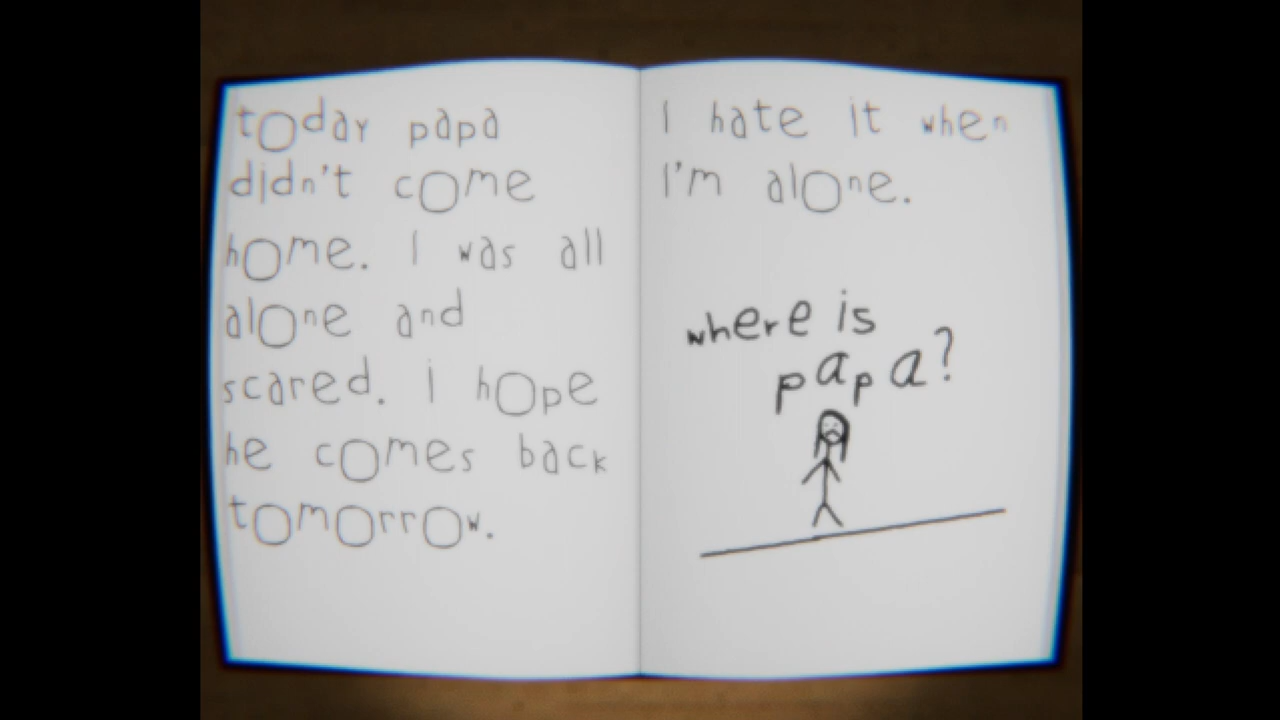 today papa
didn't come
home. I was all
alone and
scared. i hope
he comes back
tomorrow.
I hate it when
I'm alone.
where is
papa?